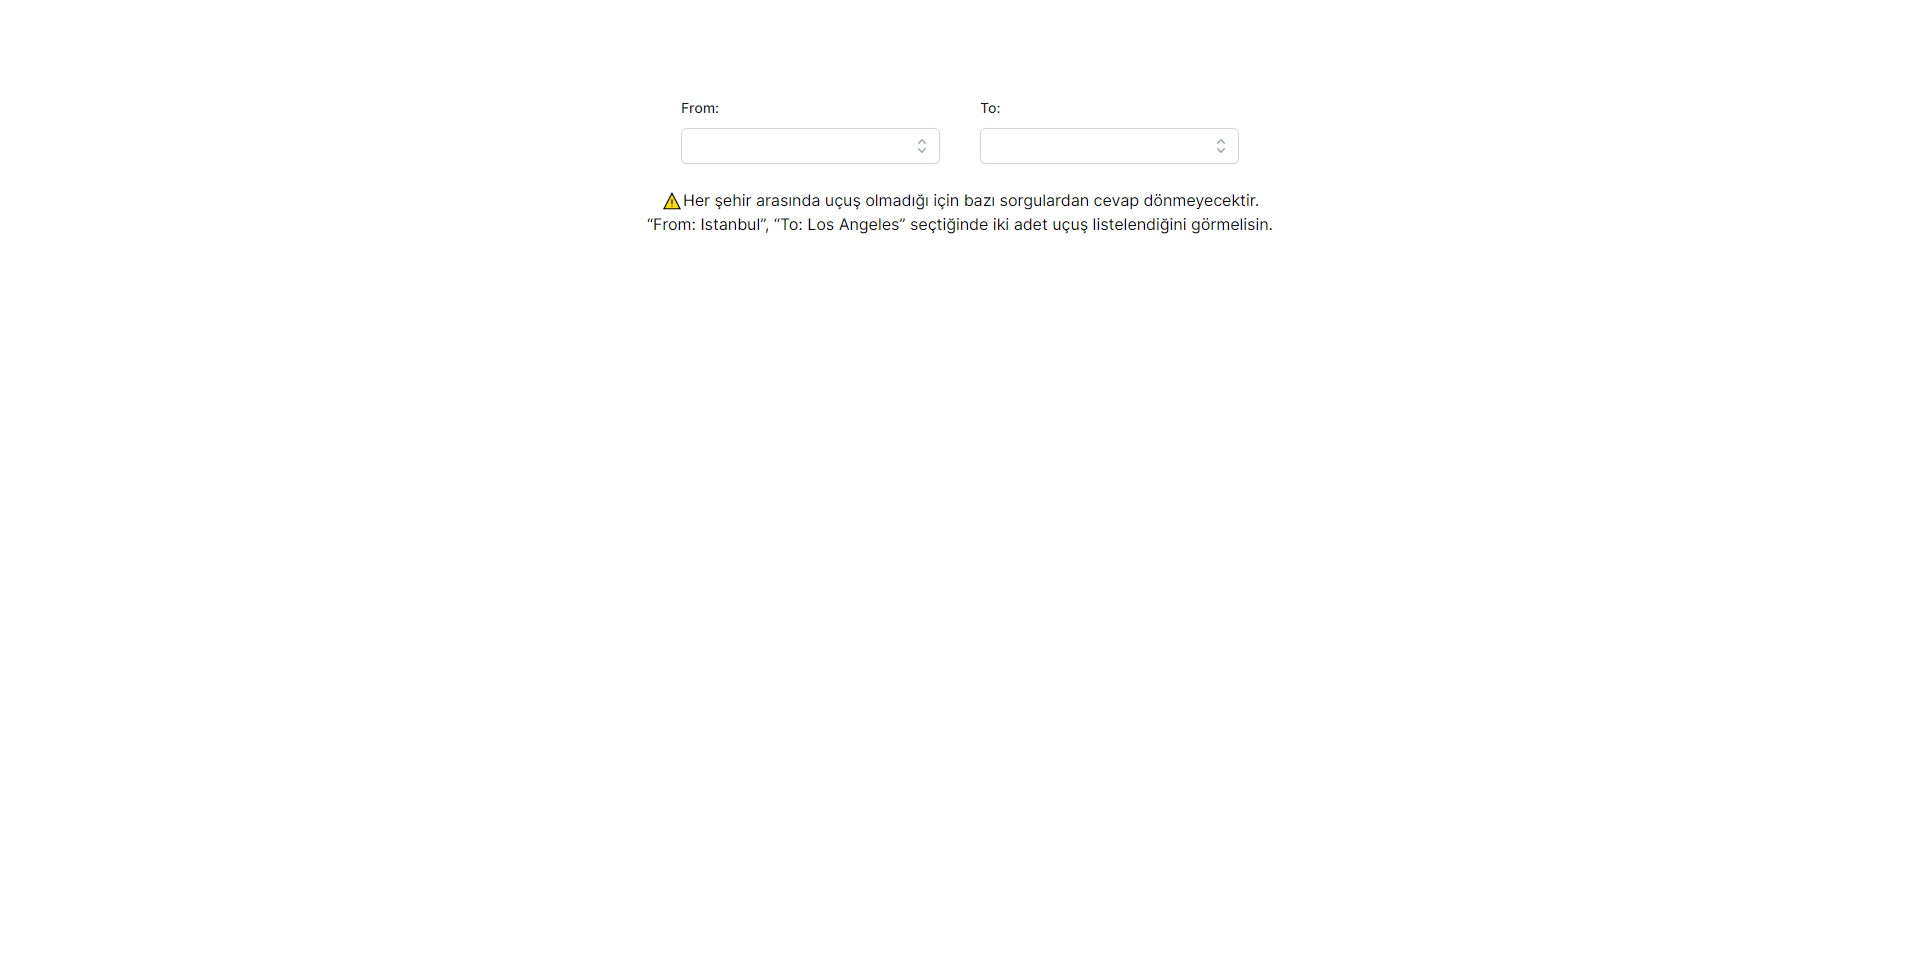 From:
To:
⚠Her şehir arasında uçuş olmadığı için bazı sorgulardan cevap dönmeyecektir.
“From: Istanbul”, “To: Los Angeles” seçtiğinde iki adet uçuş listelendiğini görmelisin.